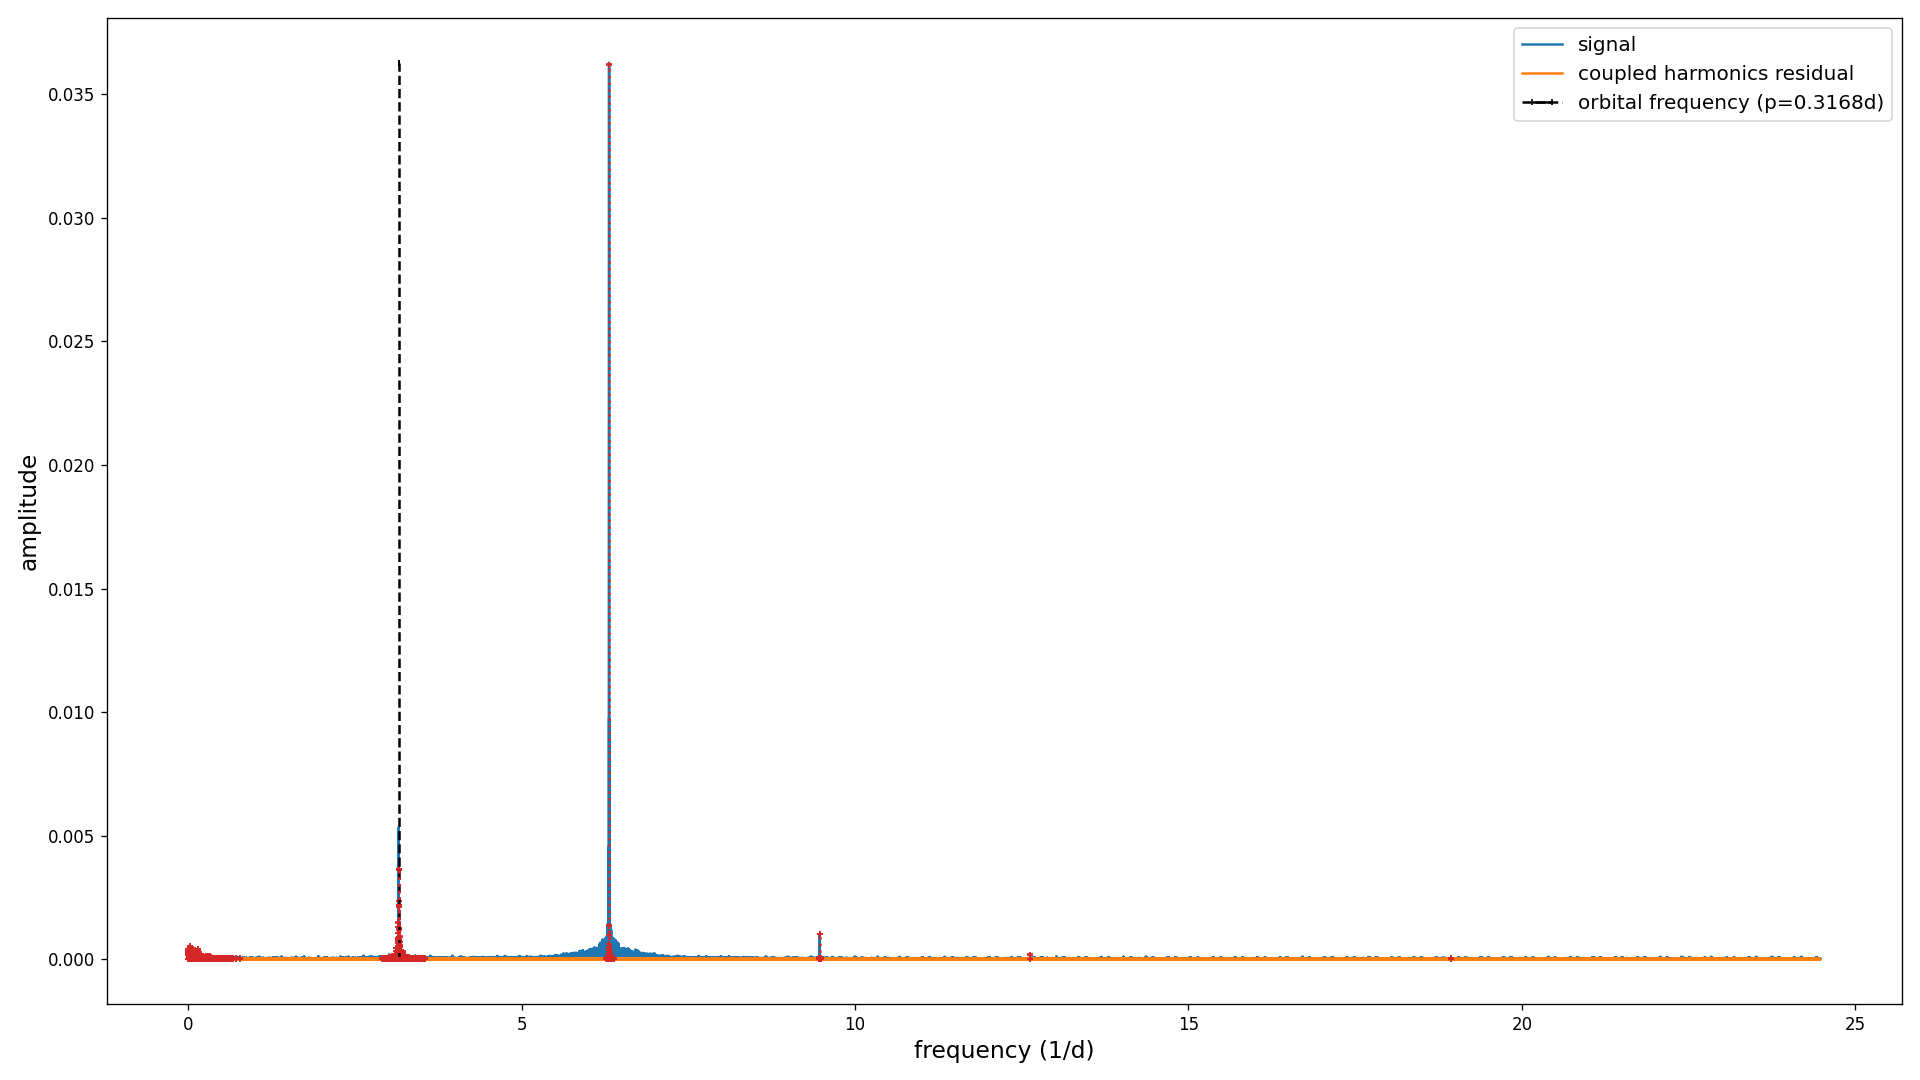 signal
coupled harmonics residual
orbital frequency (p=0.3168d)
amplitude
0.035
0.030
0.025
0.020
0.015
0.010
0.005
0.000
0 5 10 15 20 25
frequency (1/d)